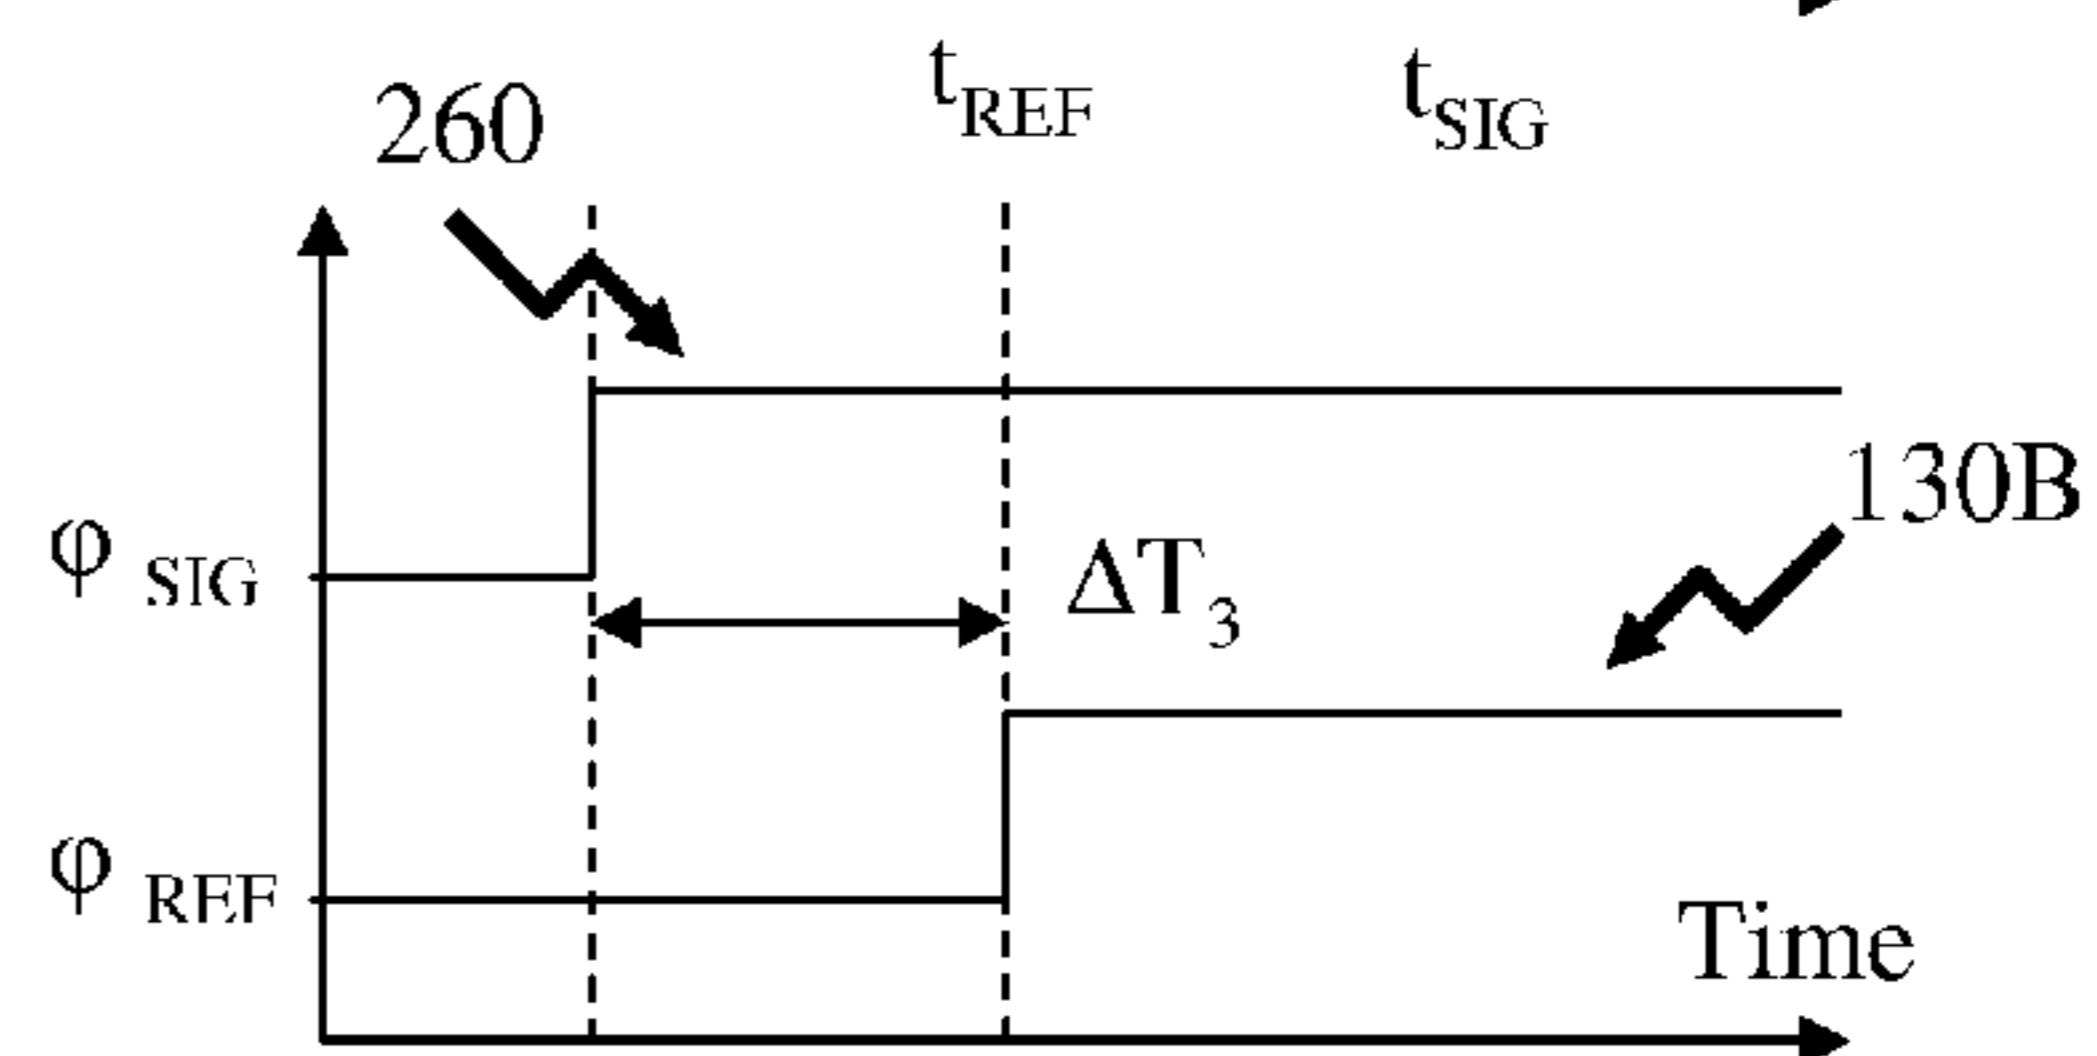 t_REF t_SIG
260
130B
φ SIG
ΔT_3
φ REF
Time